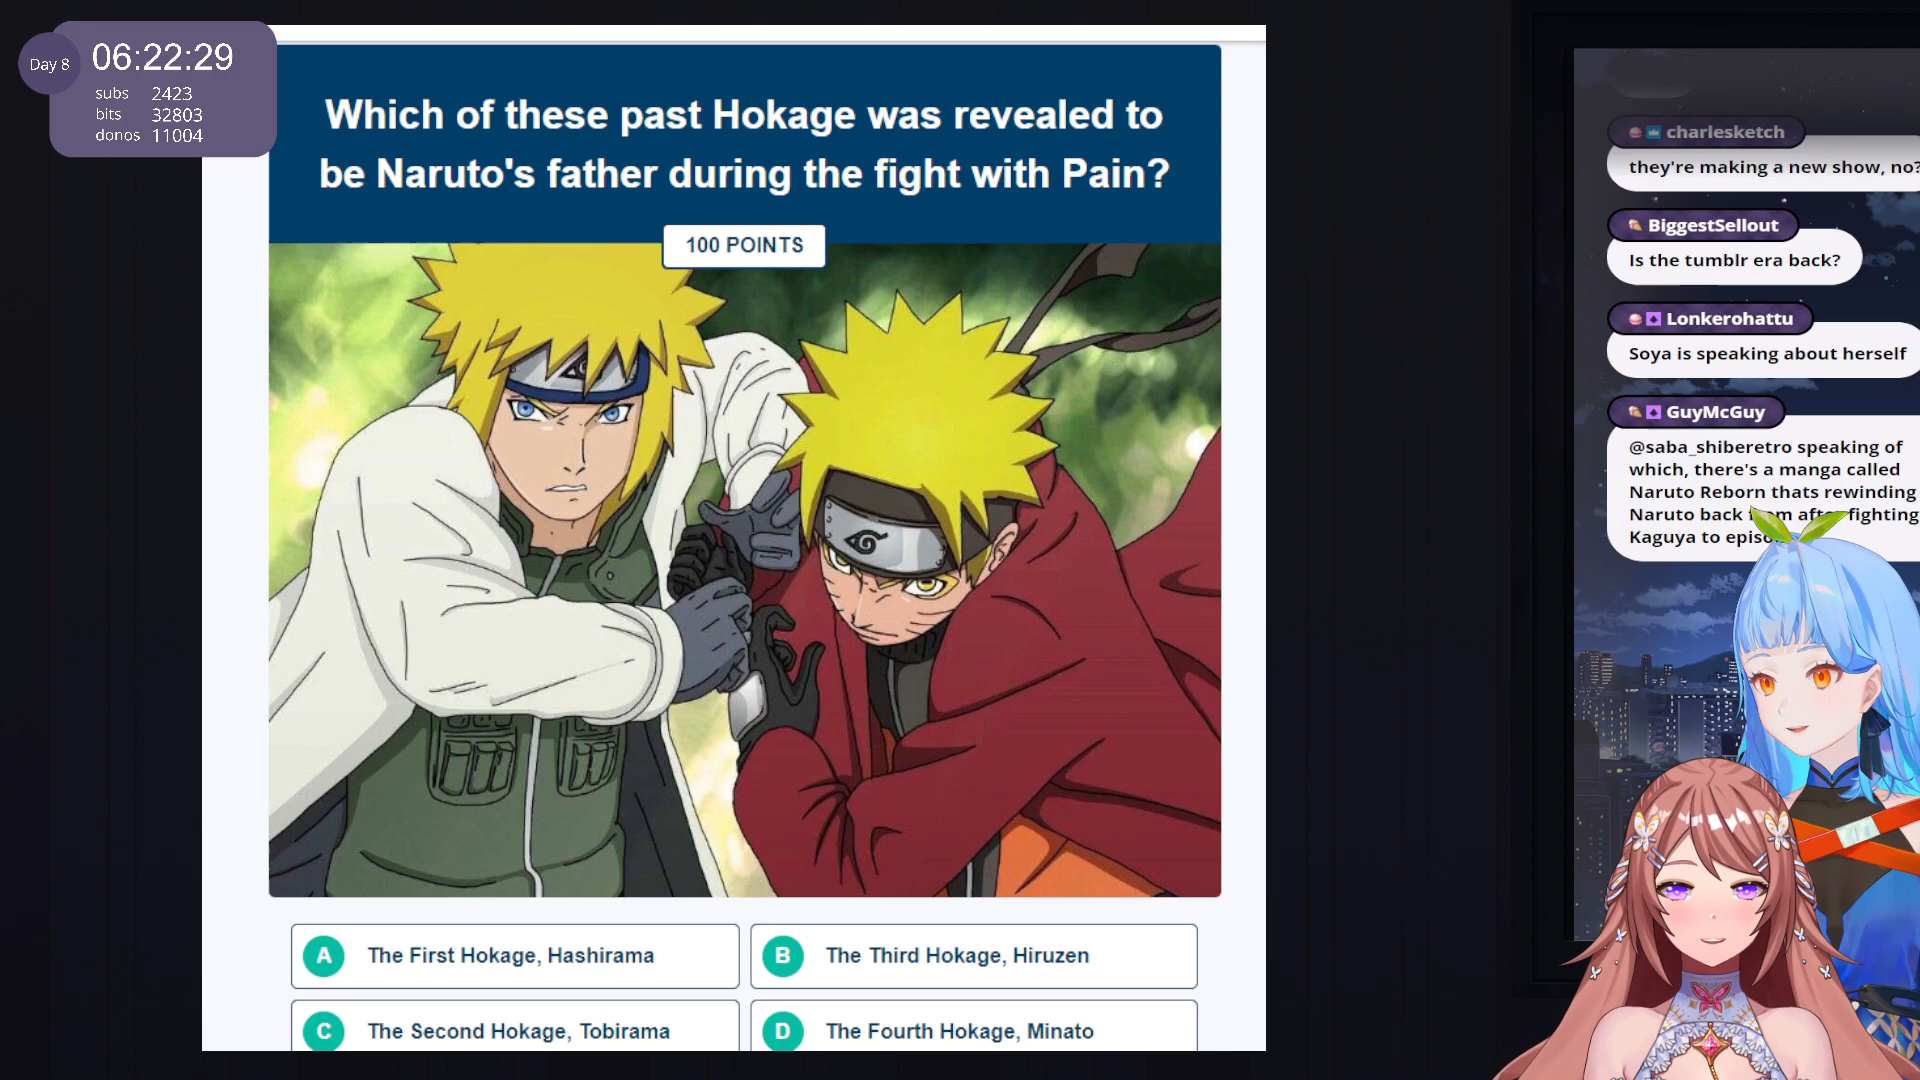 Day 8
06:22:29
subs 2423
bits 32803
donos 11004
Which of these past Hokage was revealed to
be Naruto's father during the fight with Pain?
100 POINTS
A The First Hokage, Hashirama
B The Third Hokage, Hiruzen
C The Second Hokage, Tobirama
D The Fourth Hokage, Minato
charlesketch
they're making a new show, no?
BiggestSellout
Is the tumblr era back?
Lonkerohattu
Soya is speaking about herself
GuyMcGuy
@saba_shiberetro speaking of
which, there's a manga called
Naruto Reborn thats rewinding
Naruto back from after fighting
Kaguya to